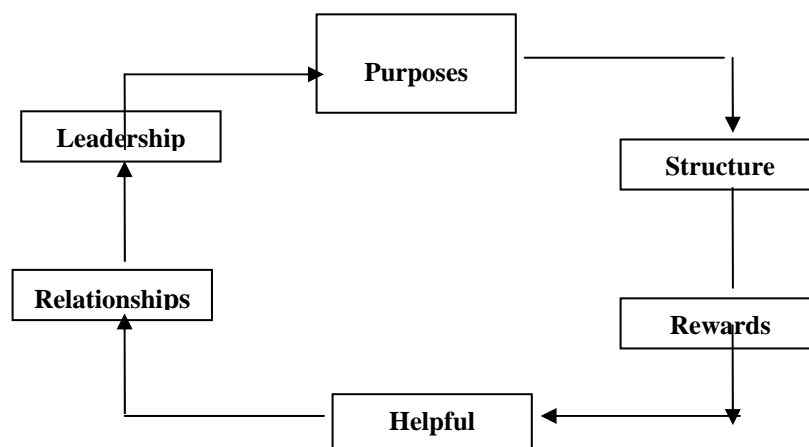 Purposes
Leadership
Structure
Relationships
Rewards
Helpful